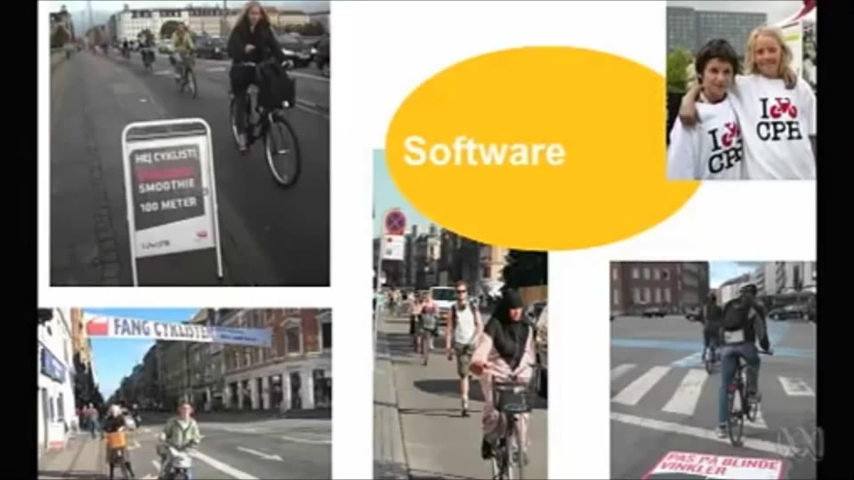 HEJ CYKLIST!
SMOOTHIE
100 METER
Software
I
CPH
I
CPH
FANG CYKLISTEN
PAS PÅ BLINDE
VINKLER